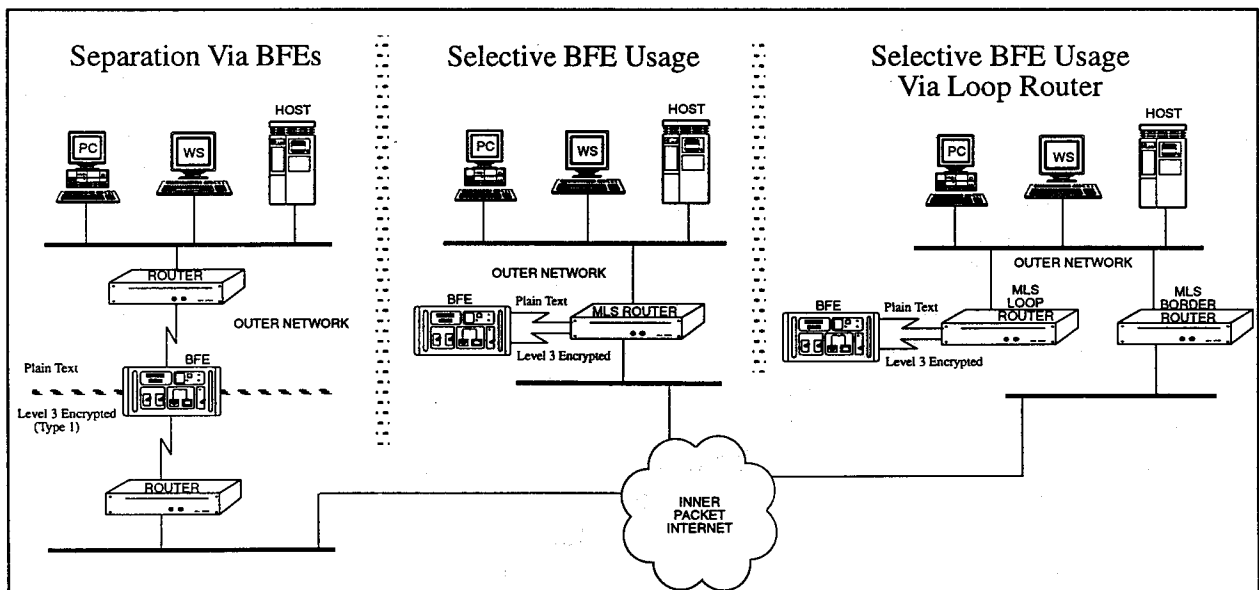 Separation Via BFEs
HOST
PC
WS
ROUTER
OUTER NETWORK
BFE
Plain Text
Level 3 Encrypted
(Type 1)
ROUTER
Selective BFE Usage
HOST
PC
WS
OUTER NETWORK
BFE
Plain Text
MLS ROUTER
Level 3 Encrypted
Selective BFE Usage
Via Loop Router
HOST
PC
WS
OUTER NETWORK
BFE
Plain Text
MLS
LOOP
ROUTER
MLS
BORDER
ROUTER
Level 3 Encrypted
INNER
PACKET
INTERNET